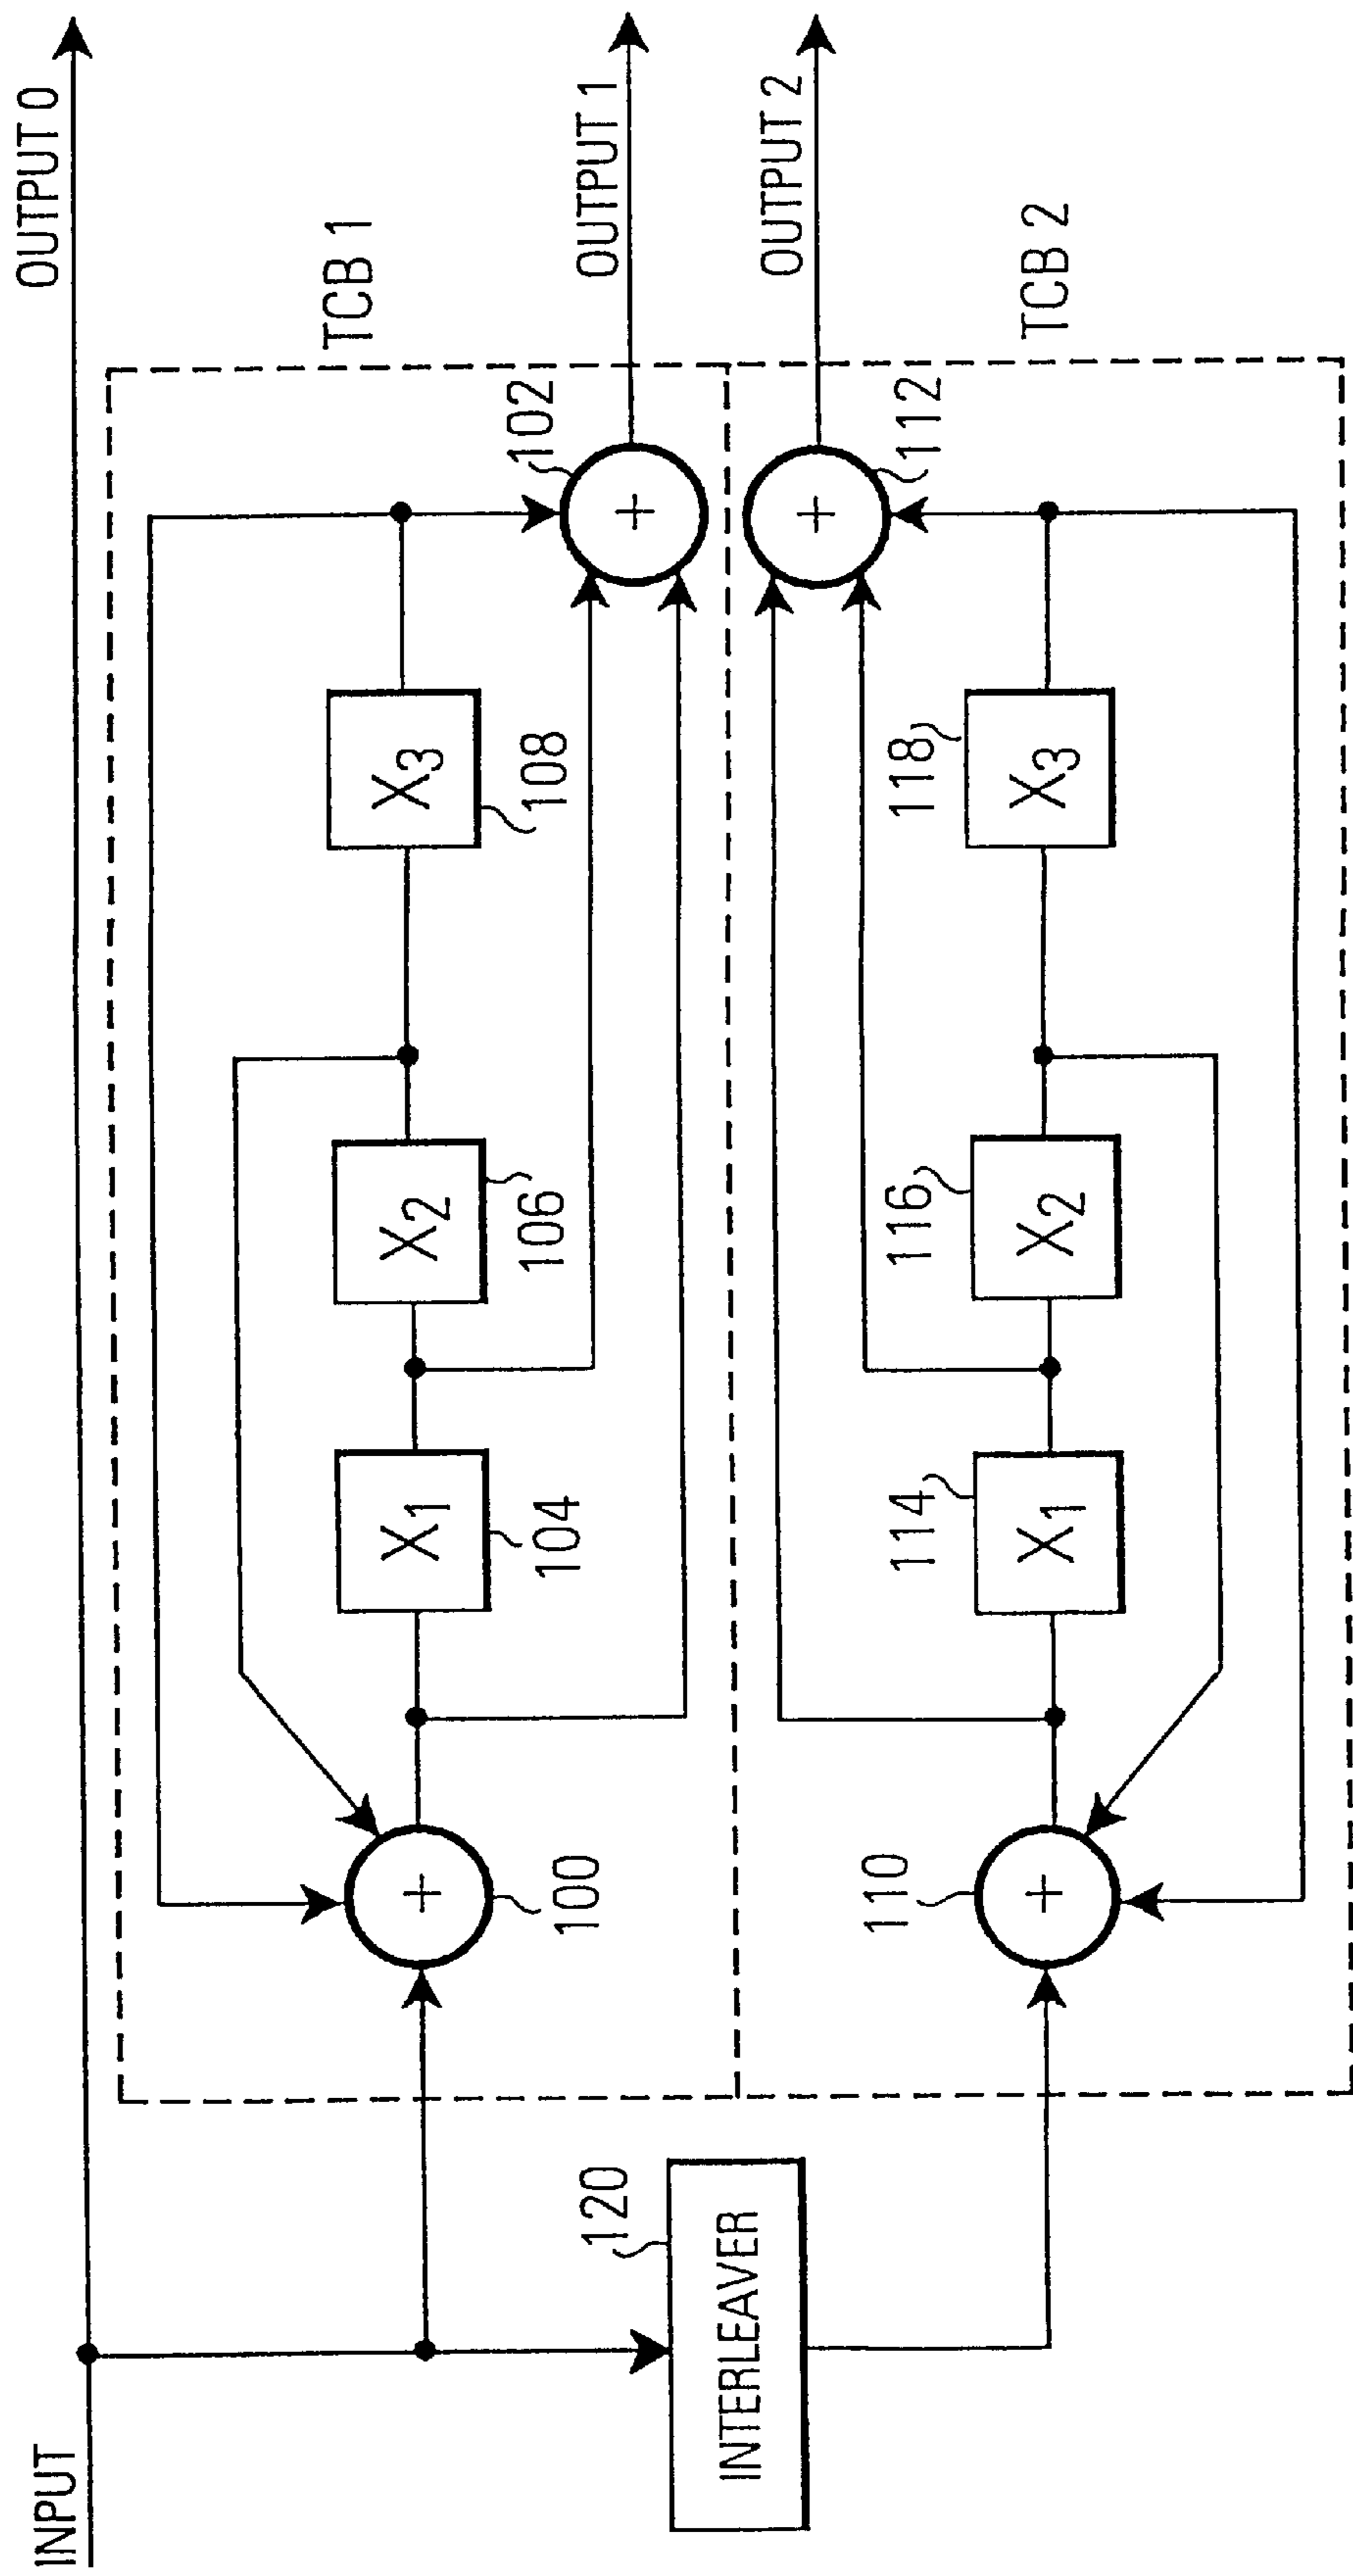 INPUT
OUTPUT 0
TCB 1
X1
104
X2
106
X3
108
+
100
+
102
OUTPUT 1
INTERLEAVER
120
+
110
X1
114
X2
116
X3
118
+
112
OUTPUT 2
TCB 2